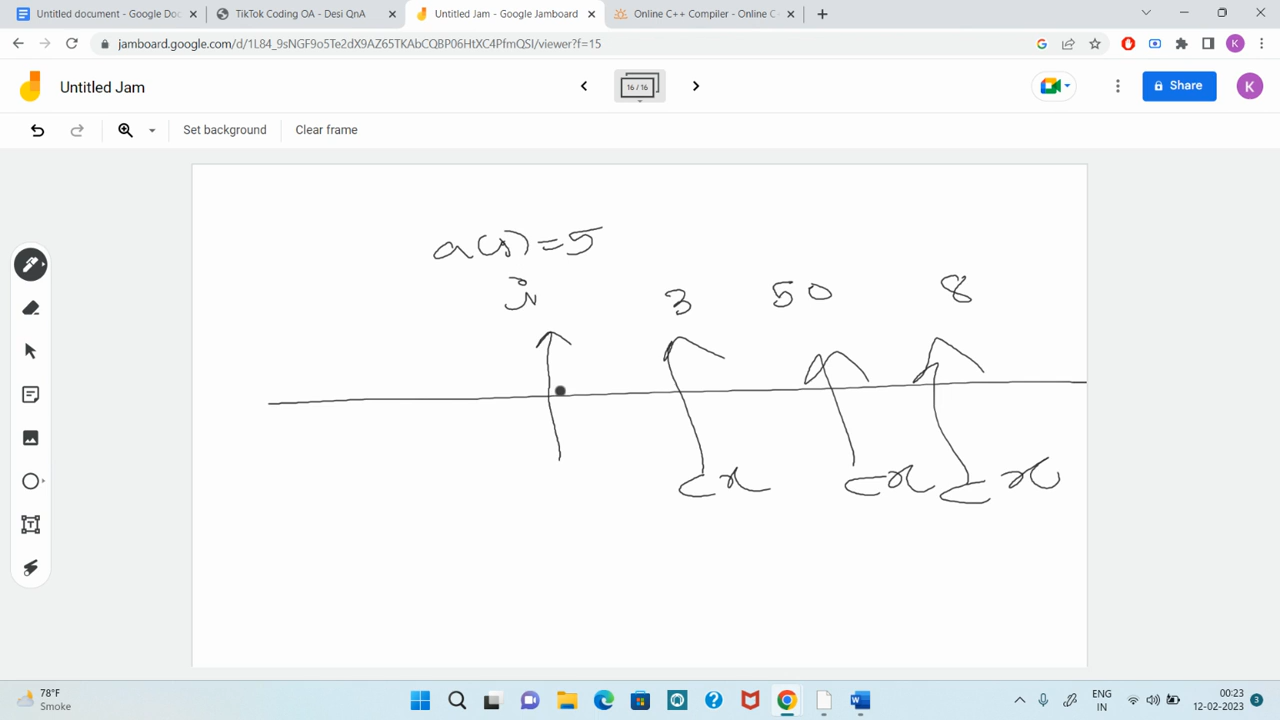 Untitled document - Google Doc
TikTok Coding OA - Desi QnA
Untitled Jam - Google Jamboard
Online C++ Compiler - Online C
jamboard.google.com/d/1L84_9sNGF9o5Te2dX9AZ65TKAbCQBP06HtXC4PfmQSI/viewer?f=15
K
Untitled Jam
16 / 16
Share
K
Set background
Clear frame
=5
3
50
8
78°F
Smoke
ENG
IN
00:23
12-02-2023
3